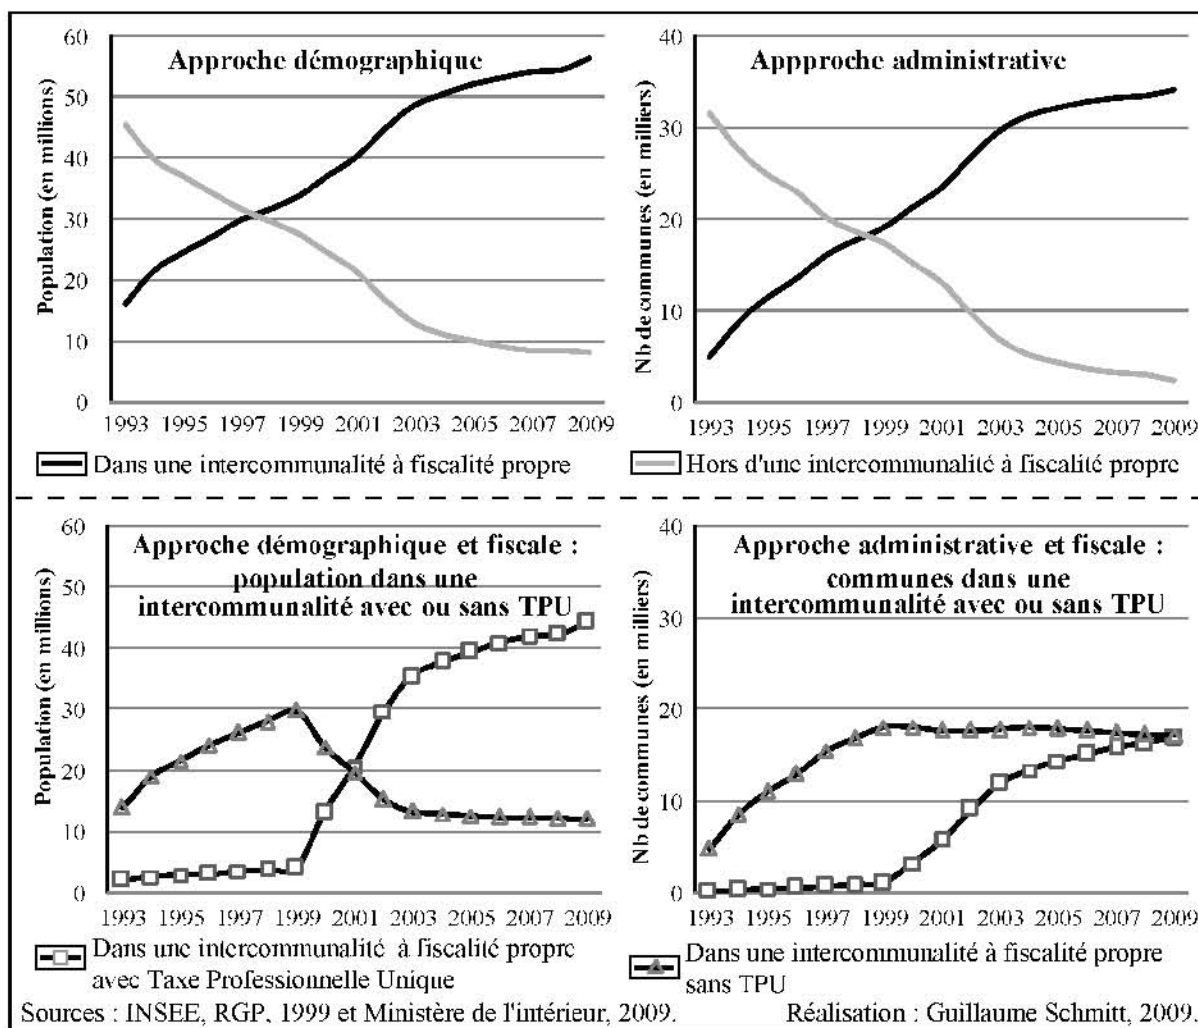 Approche démographique
Population (en millions)
60
50
40
30
20
10
0
1993 1995 1997 1999 2001 2003 2005 2007 2009
Appproche administrative
Nb de communes (en milliers)
40
30
20
10
0
1993 1995 1997 1999 2001 2003 2005 2007 2009
Dans une intercommunalité à fiscalité propre
Hors d'une intercommunalité à fiscalité propre
Approche démographique et fiscale :
population dans une
intercommunalité avec ou sans TPU
Population (en millions)
60
50
40
30
20
10
0
1993 1995 1997 1999 2001 2003 2005 2007 2009
Approche administrative et fiscale :
communes dans une
intercommunalité avec ou sans TPU
Nb de communes (en milliers)
40
30
20
10
0
1993 1995 1997 1999 2001 2003 2005 2007 2009
Dans une intercommunalité à fiscalité propre
avec Taxe Professionnelle Unique
Dans une intercommunalité à fiscalité propre
sans TPU
Sources : INSEE, RGP, 1999 et Ministère de l'intérieur, 2009.
Réalisation : Guillaume Schmitt, 2009.